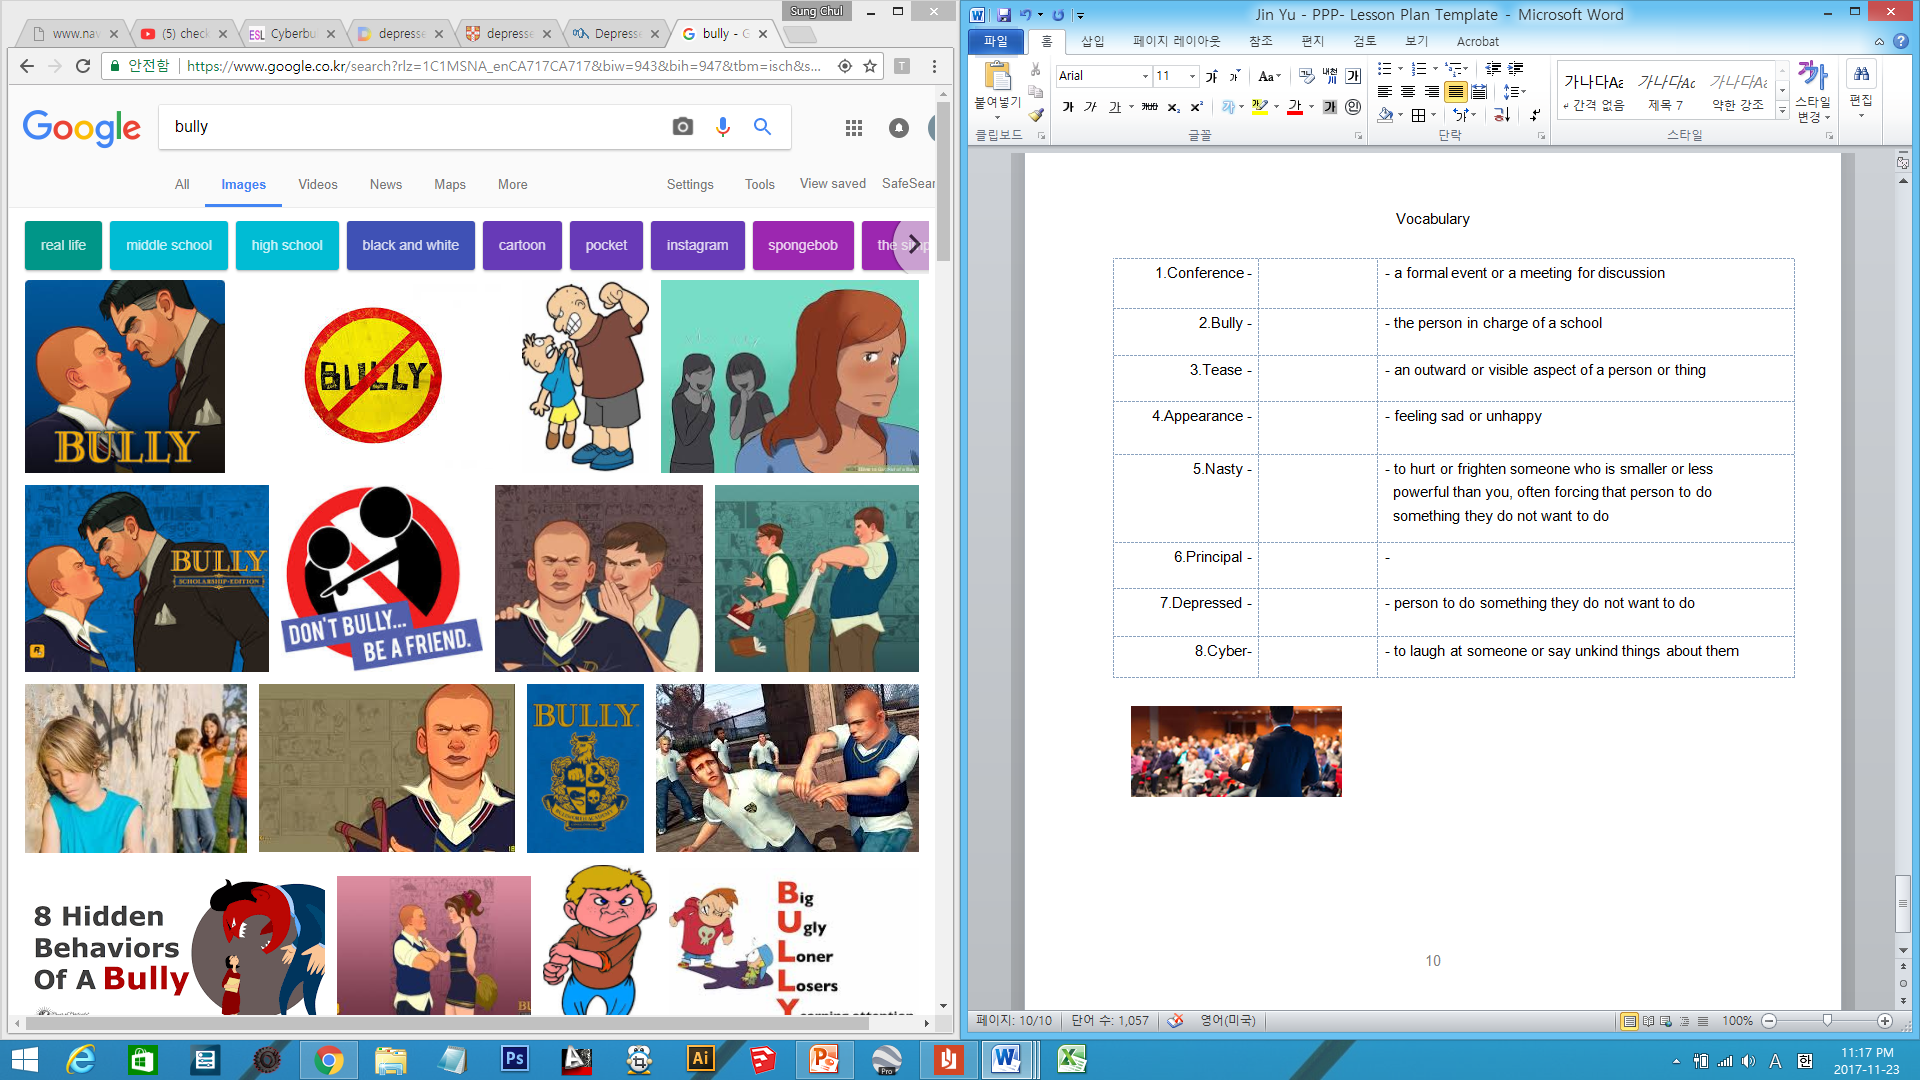 Sung Chul
www.nav
(5) check
Cyberbu
depresse
depresse
Depresse
bully - G
안전함
https://www.google.co.kr/search?rlz=1C1MSNA_enCA717CA717&biw=943&bih=947&tbm=isch&s...
Google
bully
All
Images
Videos
News
Maps
More
Settings
Tools
View saved
SafeSear
real life
middle school
high school
black and white
cartoon
pocket
instagram
spongebob
the simp
BULLY
BULLY
BULLY
SCHOLARSHIP EDITION
DON'T BULLY...
BE A FRIEND.
BULLY
8 Hidden
Behaviors
Of A Bully
Big
Ugly
Loner
Losers
Jin Yu - PPP- Lesson Plan Template - Microsoft Word
파일
홈
삽입
페이지 레이아웃
참조
편지
검토
보기
Acrobat
붙여넣기
클립보드
Arial
11
글꼴
단락
가나다Aa
간격 없음
가나다Aa
제목 7
가나다Aa
약한 강조
스타일
변경
스타일
편집
Vocabulary
1.Conference -
- a formal event or a meeting for discussion
2.Bully -
- the person in charge of a school
3.Tease -
- an outward or visible aspect of a person or thing
4.Appearance -
- feeling sad or unhappy
5.Nasty -
- to hurt or frighten someone who is smaller or less
powerful than you, often forcing that person to do
something they do not want to do
6.Principal -
-
7.Depressed -
- person to do something they do not want to do
8.Cyber-
- to laugh at someone or say unkind things about them
10
페이지: 10/10
단어 수: 1,057
영어(미국)
100%
11:17 PM
2017-11-23